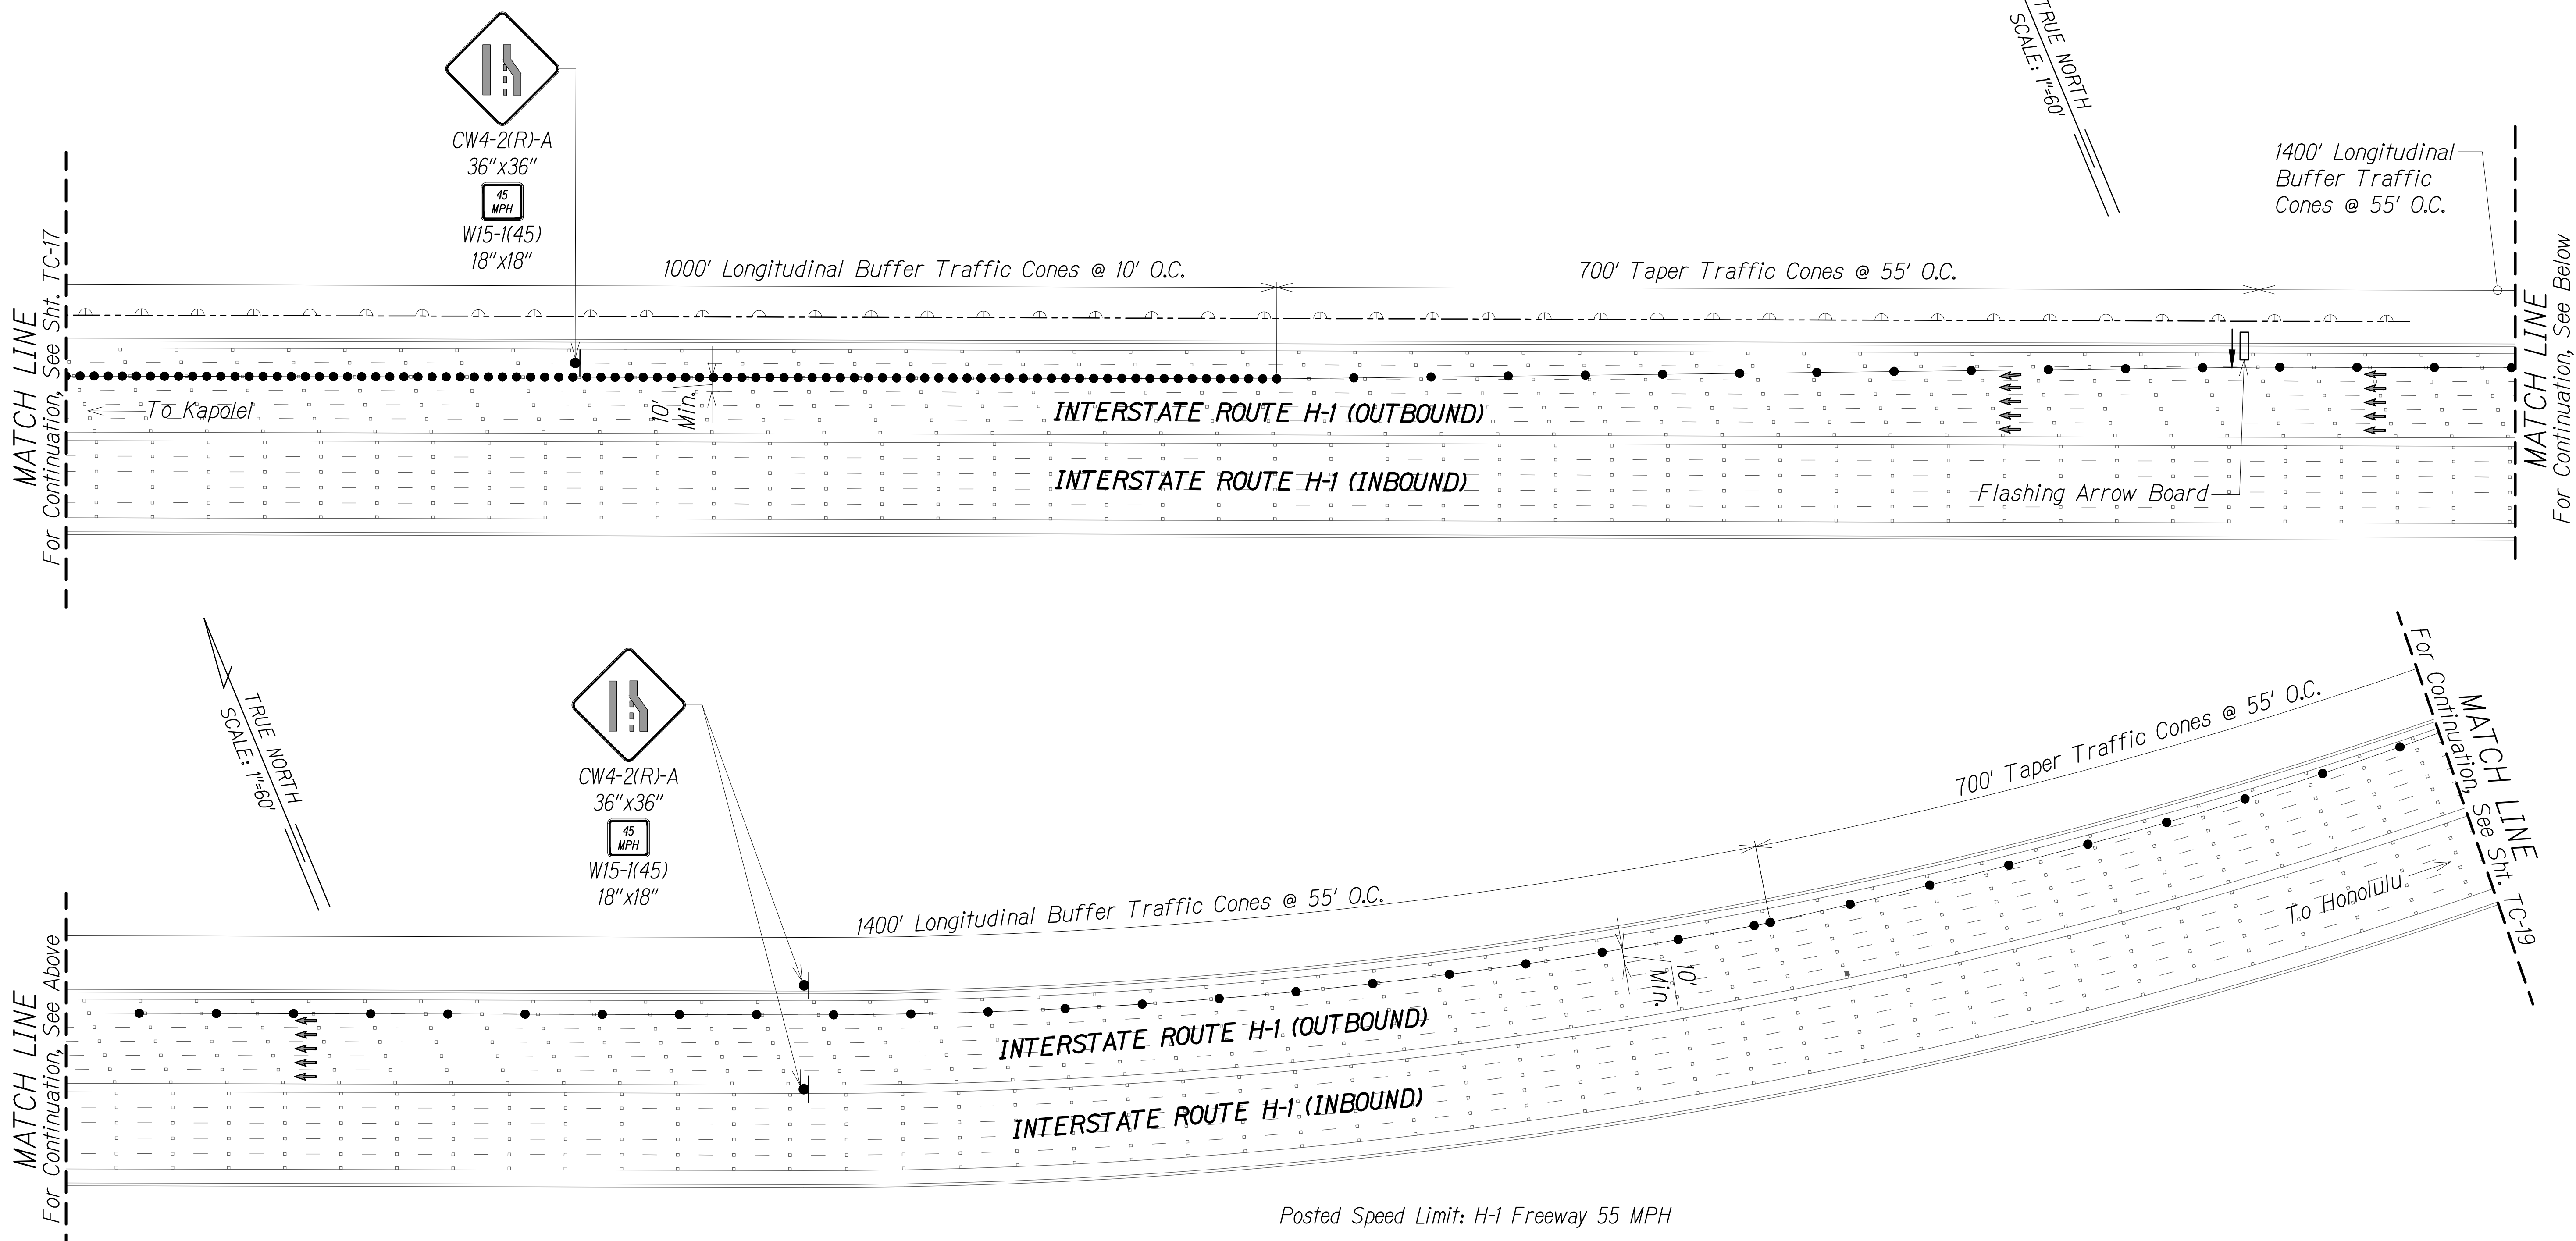 TRUE NORTH
SCALE: 1"=60'
CW4-2(R)-A
36"x36"
45
MPH
W15-1(45)
18"x18"
1400' Longitudinal
Buffer Traffic
Cones @ 55' O.C.
1000' Longitudinal Buffer Traffic Cones @ 10' O.C.
700' Taper Traffic Cones @ 55' O.C.
MATCH LINE
For Continuation, See Sht. TC-17
To Kapolei
10'
Min.
INTERSTATE ROUTE H-1 (OUTBOUND)
INTERSTATE ROUTE H-1 (INBOUND)
Flashing Arrow Board
MATCH LINE
For Continuation, See Below
TRUE NORTH
SCALE: 1"=60'
CW4-2(R)-A
36"x36"
45
MPH
W15-1(45)
18"x18"
1400' Longitudinal Buffer Traffic Cones @ 55' O.C.
700' Taper Traffic Cones @ 55' O.C.
MATCH LINE
For Continuation, See Above
10'
Min.
INTERSTATE ROUTE H-1 (OUTBOUND)
INTERSTATE ROUTE H-1 (INBOUND)
To Honolulu
MATCH LINE
For Continuation, See Sht. TC-19
Posted Speed Limit: H-1 Freeway 55 MPH